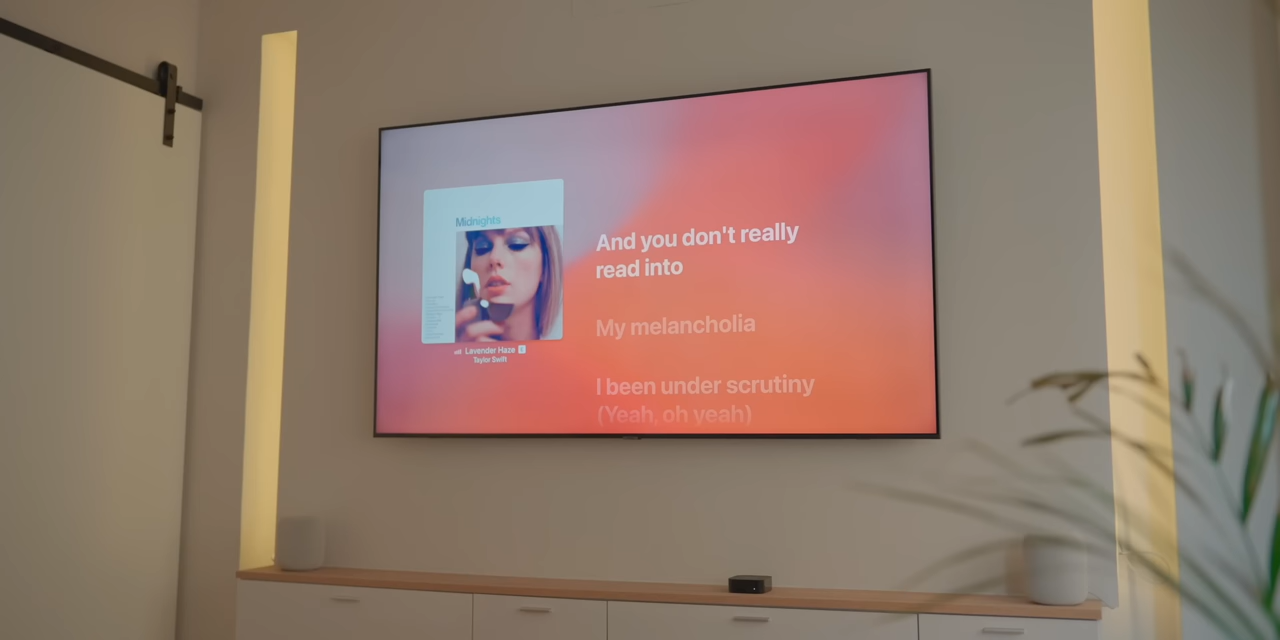 Midnights
Lavender Haze E
Taylor Swift
And you don't really
read into
My melancholia
I been under scrutiny
(Yeah, oh yeah)